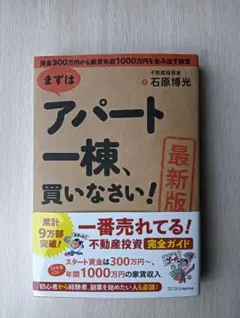 資金300万円から家賃年収1000万円を生み出す極意
不動産投資家
石原博光
まずは
アパート
一棟、
買いなさい!
最新版
累計
9万部
突破!
一番売れてる!
不動産投資 完全ガイド
スタート資金は300万円〜、
年間1000万円の家賃収入
初心者から経験者、副業を始めたい人も必読!
SB Creative